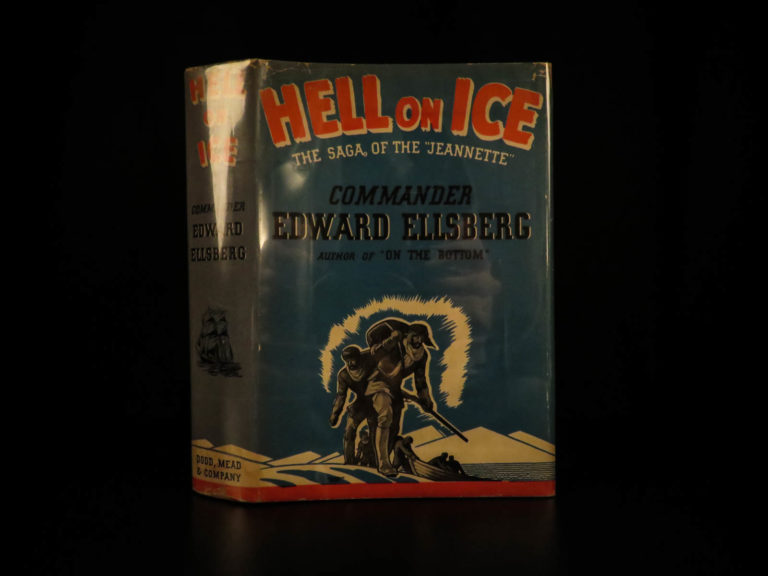 HELL
ON
ICE
COMMANDER
EDWARD
ELLSBERG
DODD, MEAD
& COMPANY
HELL ON ICE
THE SAGA OF THE "JEANNETTE"
COMMANDER
EDWARD ELLSBERG
AUTHOR OF "ON THE BOTTOM"